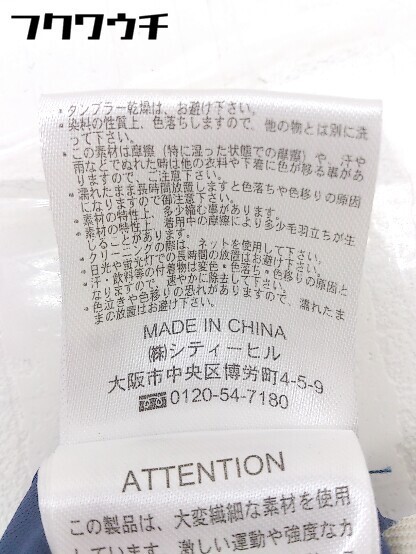 フクワウチ
・タンブラー乾燥は、お避け下さい。
・染料の性質上、色落ちしますので、他の物とは別に洗
って下さい。
・この素材は摩擦(特に湿った状態での摩擦)や、汗や
雨などでぬれた時は他の衣料や下着に色が移る事があ
りますので、ご注意下さい。
・濡れたまま長時間放置しますと色落ちや色移りの原因
になりますので御注意下さい。
・素材の特性上、多少縮む事があります。
・素材の特性上、着用中の摩擦により多少毛羽立ちが生
じることがあります。
・クリーニングの際は、ネットを使用して下さい。
・日光や蛍光灯での長時間の放置はお避け下さい。
・汗・飲料等の付着物は変色・色落ち・色移りの原因と
なりますので、速やかに除去して下さい。
・色泣きや色移りの恐れがありますので、濡れたま
まの放置はお避け下さい。
MADE IN CHINA
㈱シティーヒル
大阪市中央区博労町4-5-9
0120-54-7180
ATTENTION
この製品は、大変繊細な素材を使用
しています。激しい運動や強度な力